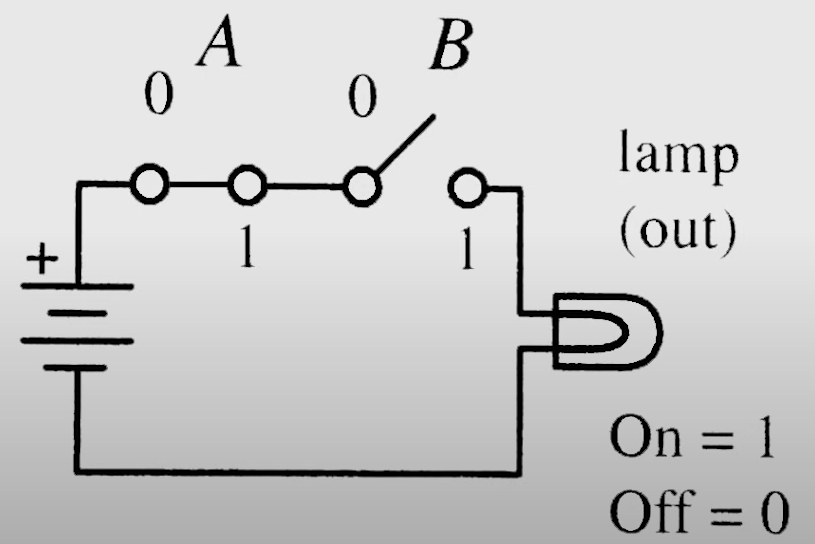 A B
0 0
lamp
(out)
1 1
+
On = 1
Off = 0